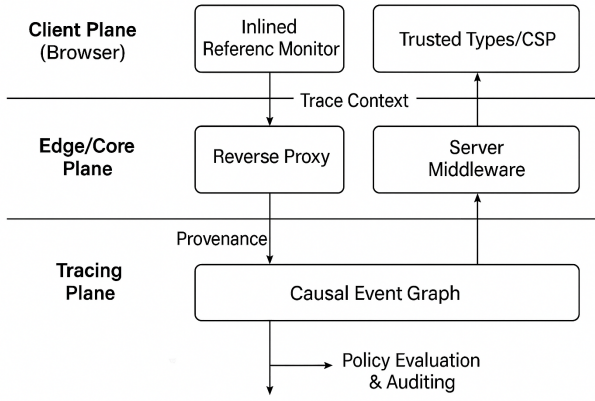 Client Plane
(Browser)
Inlined
Referenc Monitor
Trusted Types/CSP
Trace Context
Edge/Core
Plane
Reverse Proxy
Server
Middleware
Provenance
Tracing
Plane
Causal Event Graph
Policy Evaluation
& Auditing